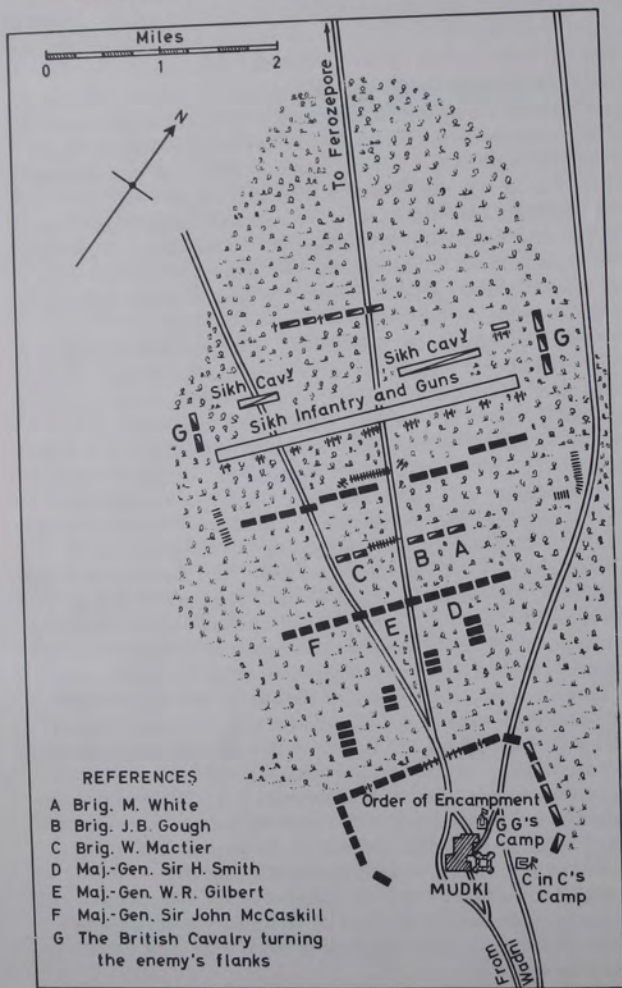 Miles
0 1 2
N
To Ferozepore
G
Sikh Cavy
Sikh Cavy
Sikh Infantry and Guns
G
A
B
C
D
E
F
Order of Encampment
GG's
Camp
MUDKI
C in C's
Camp
From
Wadni
REFERENCES
A Brig. M. White
B Brig. J.B. Gough
C Brig. W. Mactier
D Maj.-Gen. Sir H. Smith
E Maj.-Gen. W.R. Gilbert
F Maj.-Gen. Sir John McCaskill
G The British Cavalry turning
the enemy's flanks